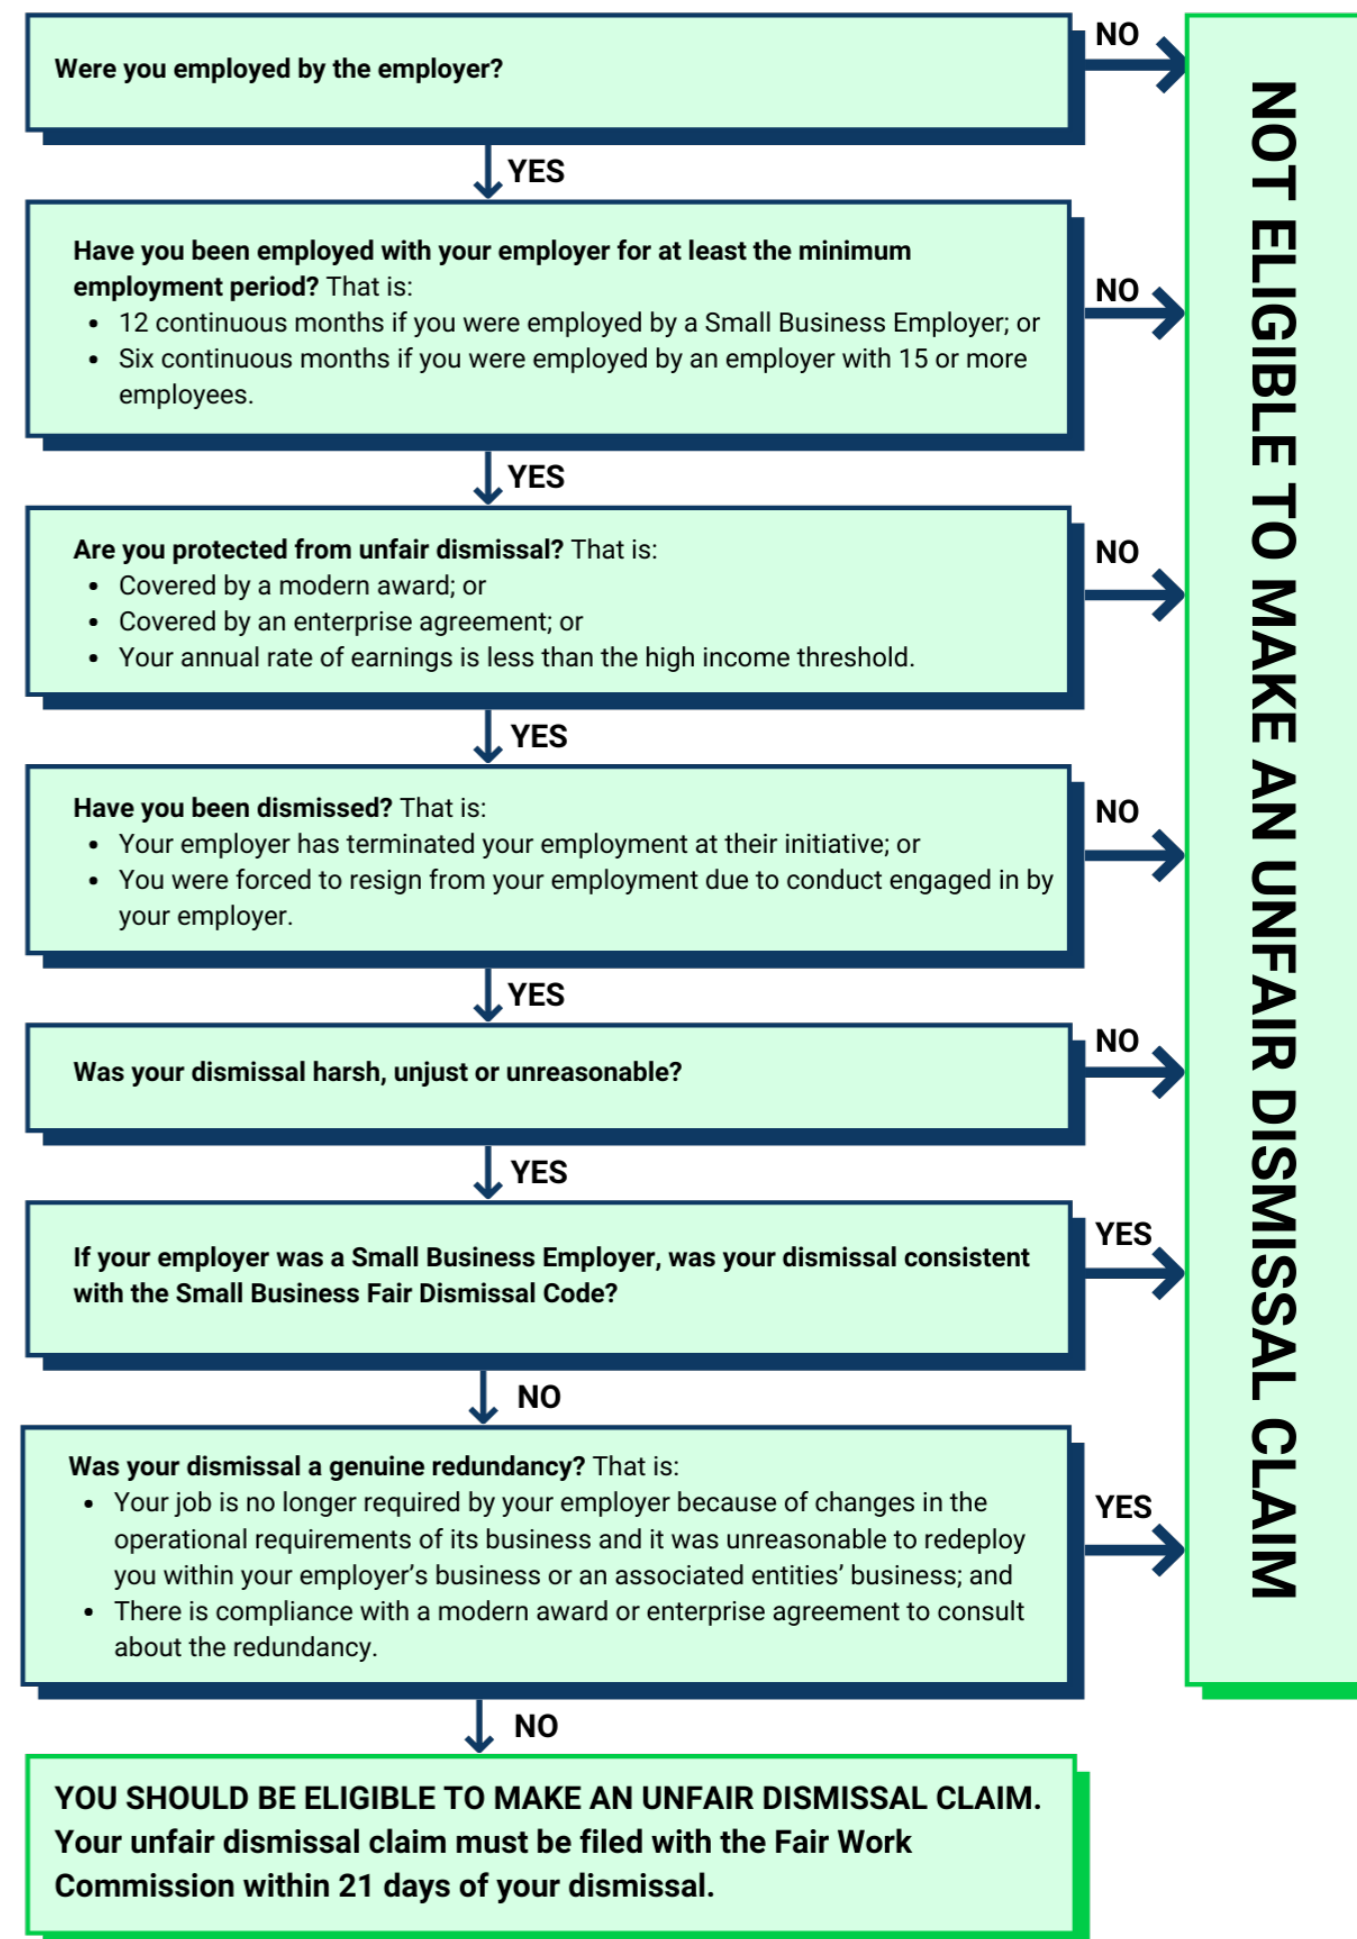 Were you employed by the employer?
NO
YES
Have you been employed with your employer for at least the minimum
employment period? That is:
• 12 continuous months if you were employed by a Small Business Employer; or
• Six continuous months if you were employed by an employer with 15 or more
employees.
NO
YES
Are you protected from unfair dismissal? That is:
• Covered by a modern award; or
• Covered by an enterprise agreement; or
• Your annual rate of earnings is less than the high income threshold.
NO
YES
Have you been dismissed? That is:
• Your employer has terminated your employment at their initiative; or
• You were forced to resign from your employment due to conduct engaged in by
your employer.
NO
YES
Was your dismissal harsh, unjust or unreasonable?
NO
YES
If your employer was a Small Business Employer, was your dismissal consistent
with the Small Business Fair Dismissal Code?
YES
NO
Was your dismissal a genuine redundancy? That is:
• Your job is no longer required by your employer because of changes in the
operational requirements of its business and it was unreasonable to redeploy
you within your employer's business or an associated entities' business; and
• There is compliance with a modern award or enterprise agreement to consult
about the redundancy.
YES
NO
YOU SHOULD BE ELIGIBLE TO MAKE AN UNFAIR DISMISSAL CLAIM.
Your unfair dismissal claim must be filed with the Fair Work
Commission within 21 days of your dismissal.
NOT ELIGIBLE TO MAKE AN UNFAIR DISMISSAL CLAIM